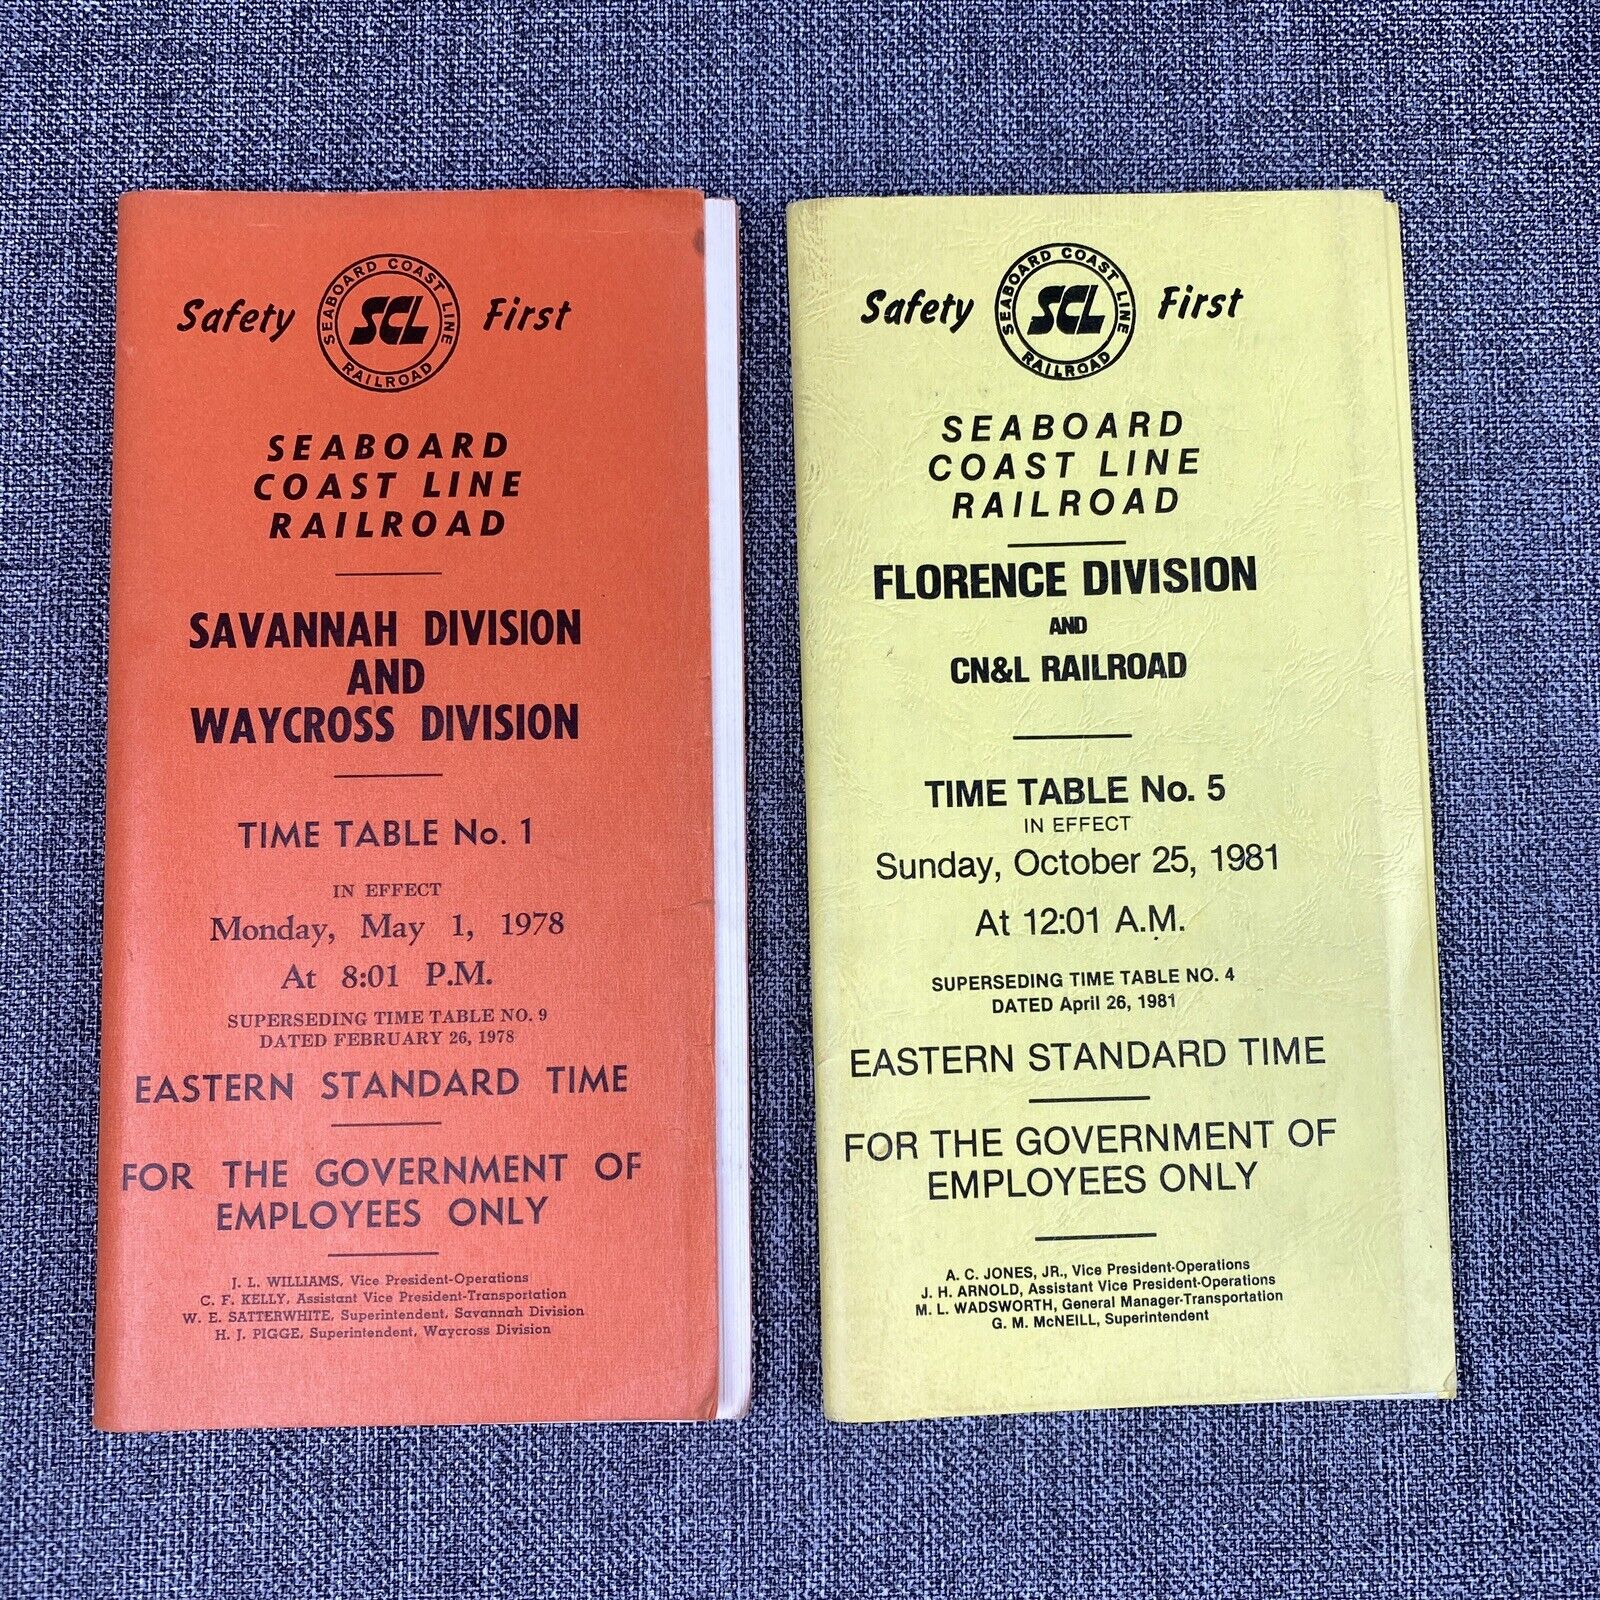 Safety
SEABOARD COAST LINE
SCL
RAILROAD
First
SEABOARD
COAST LINE
RAILROAD
SAVANNAH DIVISION
AND
WAYCROSS DIVISION
TIME TABLE No. 1
IN EFFECT
Monday, May 1, 1978
At 8:01 P.M.
SUPERSEDING TIME TABLE NO. 9
DATED FEBRUARY 26, 1978
EASTERN STANDARD TIME
FOR THE GOVERNMENT OF
EMPLOYEES ONLY
J. L. WILLIAMS, Vice President-Operations
C. F. KELLY, Assistant Vice President-Transportation
W. E. SATTERWHITE, Superintendent, Savannah Division
H. J. PIGGE, Superintendent, Waycross Division
Safety
SEABOARD COAST LINE
SCL
RAILROAD
First
SEABOARD
COAST LINE
RAILROAD
FLORENCE DIVISION
AND
CN&L RAILROAD
TIME TABLE No. 5
IN EFFECT
Sunday, October 25, 1981
At 12:01 A.M.
SUPERSEDING TIME TABLE NO. 4
DATED April 26, 1981
EASTERN STANDARD TIME
FOR THE GOVERNMENT OF
EMPLOYEES ONLY
A. C. JONES, JR., Vice President-Operations
J. H. ARNOLD, Assistant Vice President-Operations
M. L. WADSWORTH, General Manager-Transportation
G. M. McNEILL, Superintendent